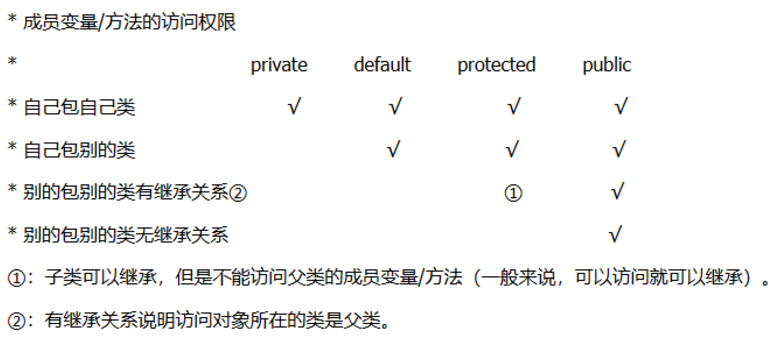 * 成员变量/方法的访问权限
* private default protected public
* 自己包自己类 √ √ √ √
* 自己包别的类 √ √ √
* 别的包别的类有继承关系② ① √
* 别的包别的类无继承关系 √
①：子类可以继承，但是不能访问父类的成员变量/方法（一般来说，可以访问就可以继承）。
②：有继承关系说明访问对象所在的类是父类。